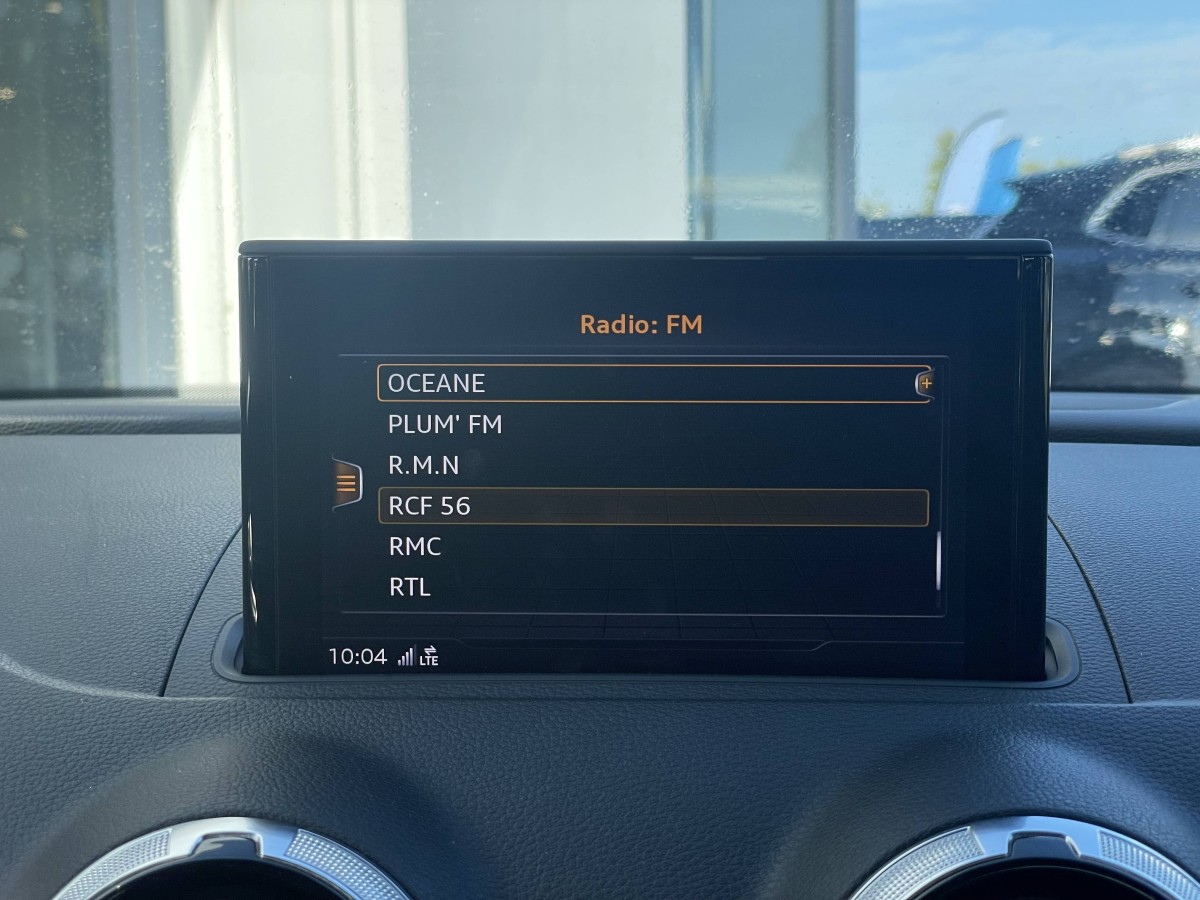 Radio: FM
OCEANE
PLUM' FM
R.M.N
RCF 56
RMC
RTL
10:04 LTE